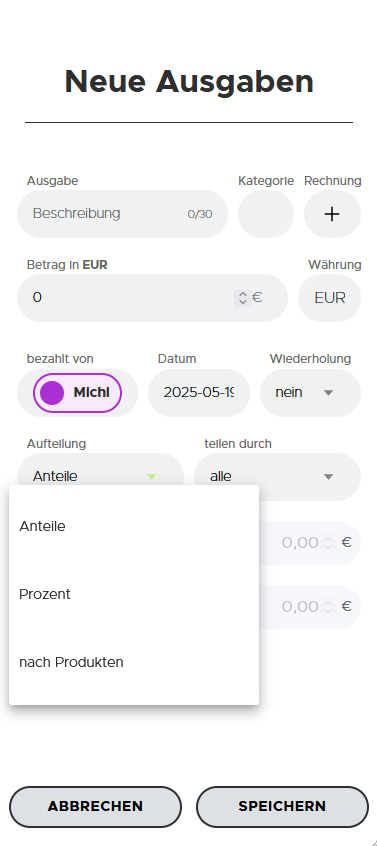 Neue Ausgaben
Ausgabe Kategorie Rechnung
Beschreibung 0/30
Betrag in EUR Währung
0 € EUR
bezahlt von Datum Wiederholung
Michi 2025-05-19 nein
Aufteilung teilen durch
Anteile alle
Anteile
0,00 €
Prozent
0,00 €
nach Produkten
ABBRECHEN SPEICHERN